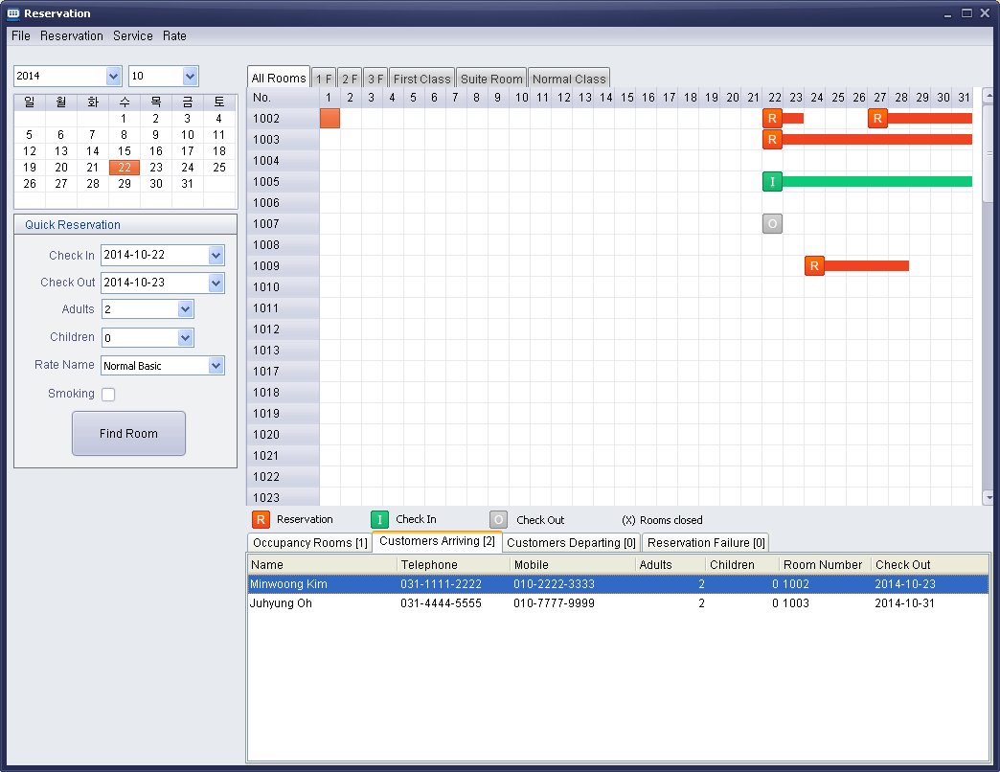 Reservation
File Reservation Service Rate
2014 10
일 월 화 수 목 금 토
1 2 3 4
5 6 7 8 9 10 11
12 13 14 15 16 17 18
19 20 21 22 23 24 25
26 27 28 29 30 31
Quick Reservation
Check In 2014-10-22
Check Out 2014-10-23
Adults 2
Children 0
Rate Name Normal Basic
Smoking
Find Room
All Rooms 1 F 2 F 3 F First Class Suite Room Normal Class
No. 1 2 3 4 5 6 7 8 9 10 11 12 13 14 15 16 17 18 19 20 21 22 23 24 25 26 27 28 29 30 31
1002 R R
1003 R
1004
1005 I
1006
1007 O
1008
1009 R
1010
1011
1012
1013
1017
1018
1019
1020
1021
1022
1023
R Reservation I Check In O Check Out (X) Rooms closed
Occupancy Rooms [1] Customers Arriving [2] Customers Departing [0] Reservation Failure [0]
Name Telephone Mobile Adults Children Room Number Check Out
Minwoong Kim 031-1111-2222 010-2222-3333 2 0 1002 2014-10-23
Juhyung Oh 031-4444-5555 010-7777-9999 2 0 1003 2014-10-31